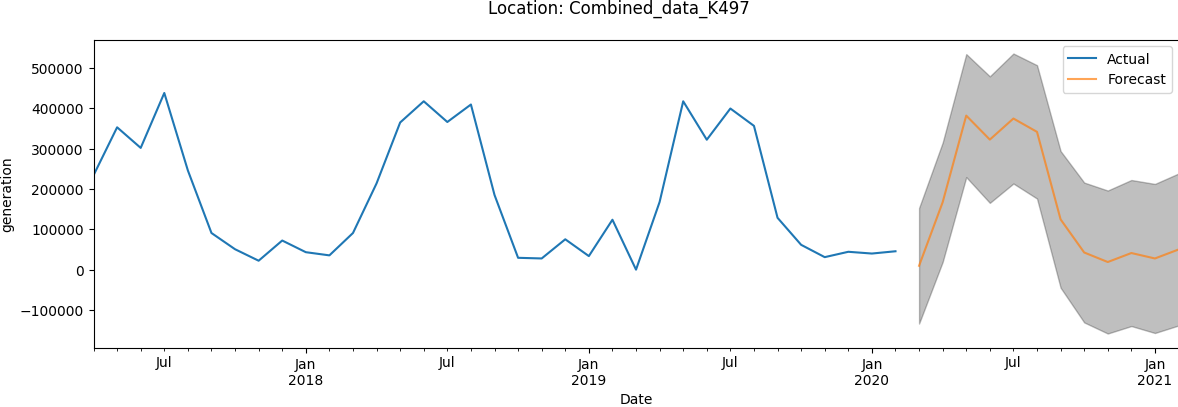 Location: Combined_data_K497
generation
500000
400000
300000
200000
100000
0
−100000
Actual
Forecast
Jul
Jan
2018
Jul
Jan
2019
Jul
Jan
2020
Jul
Jan
2021
Date